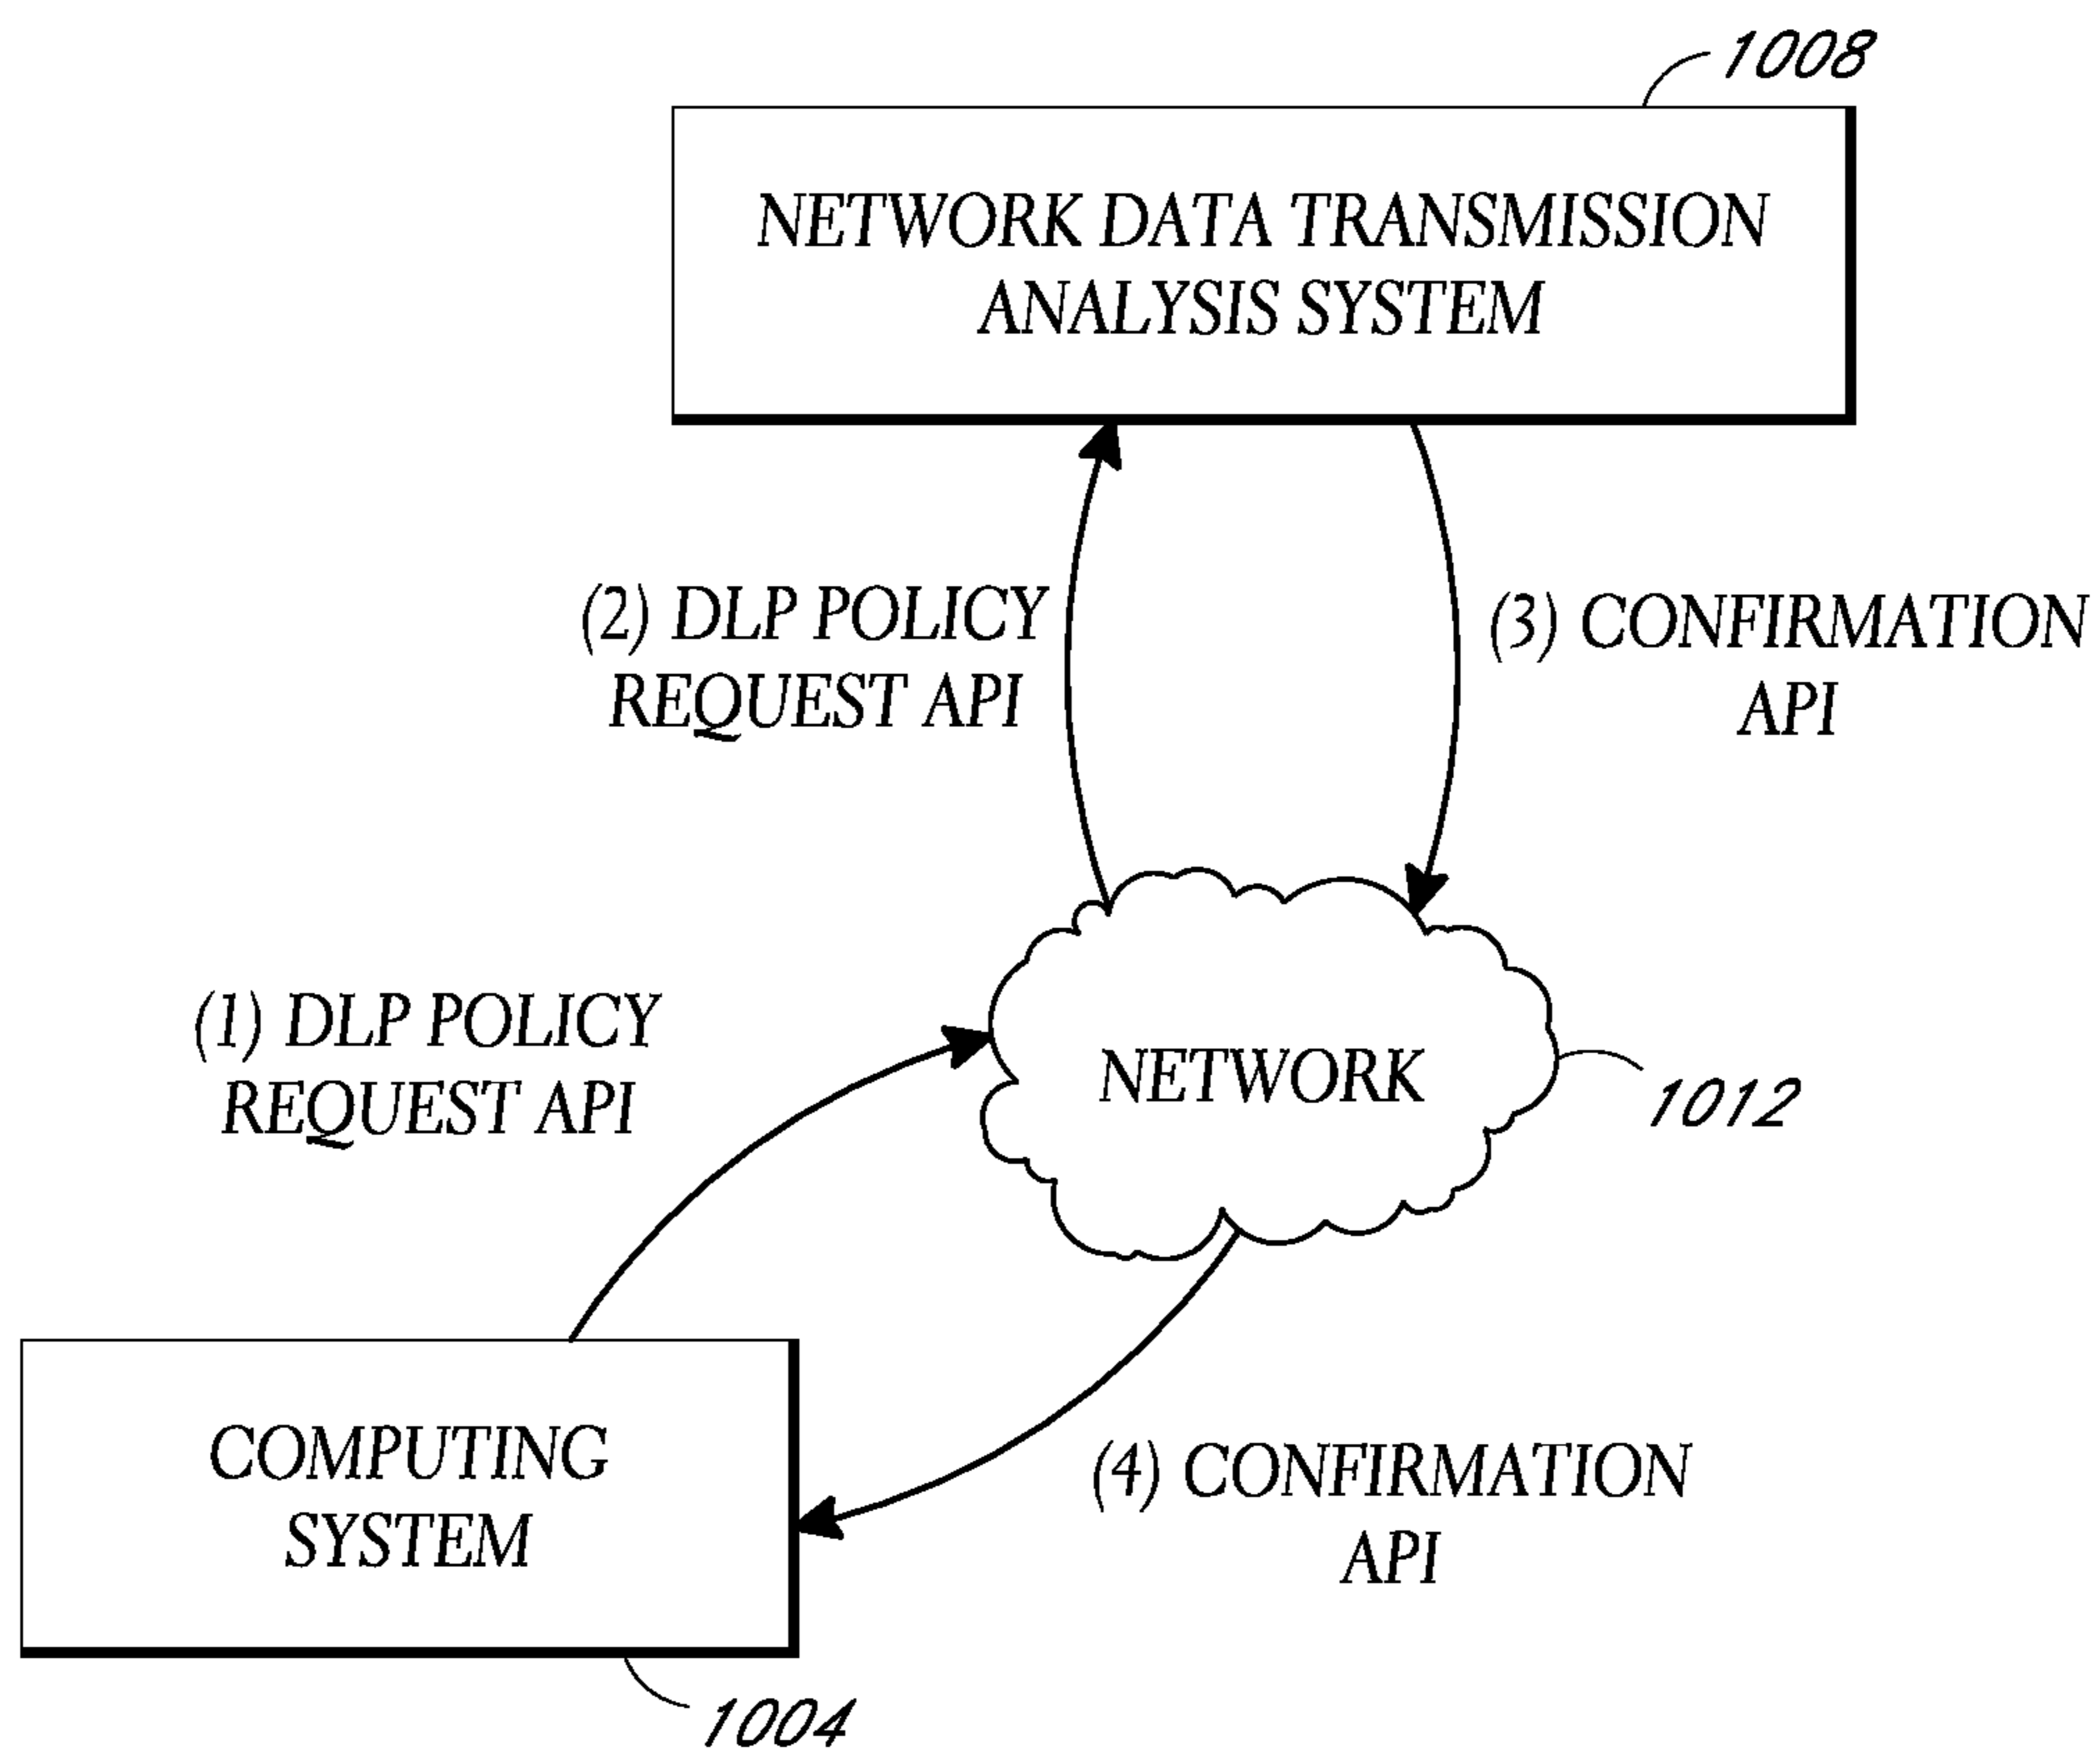 1008
NETWORK DATA TRANSMISSION
ANALYSIS SYSTEM
(2) DLP POLICY
REQUEST API
(3) CONFIRMATION
API
(1) DLP POLICY
REQUEST API
NETWORK
1012
COMPUTING
SYSTEM
(4) CONFIRMATION
API
1004